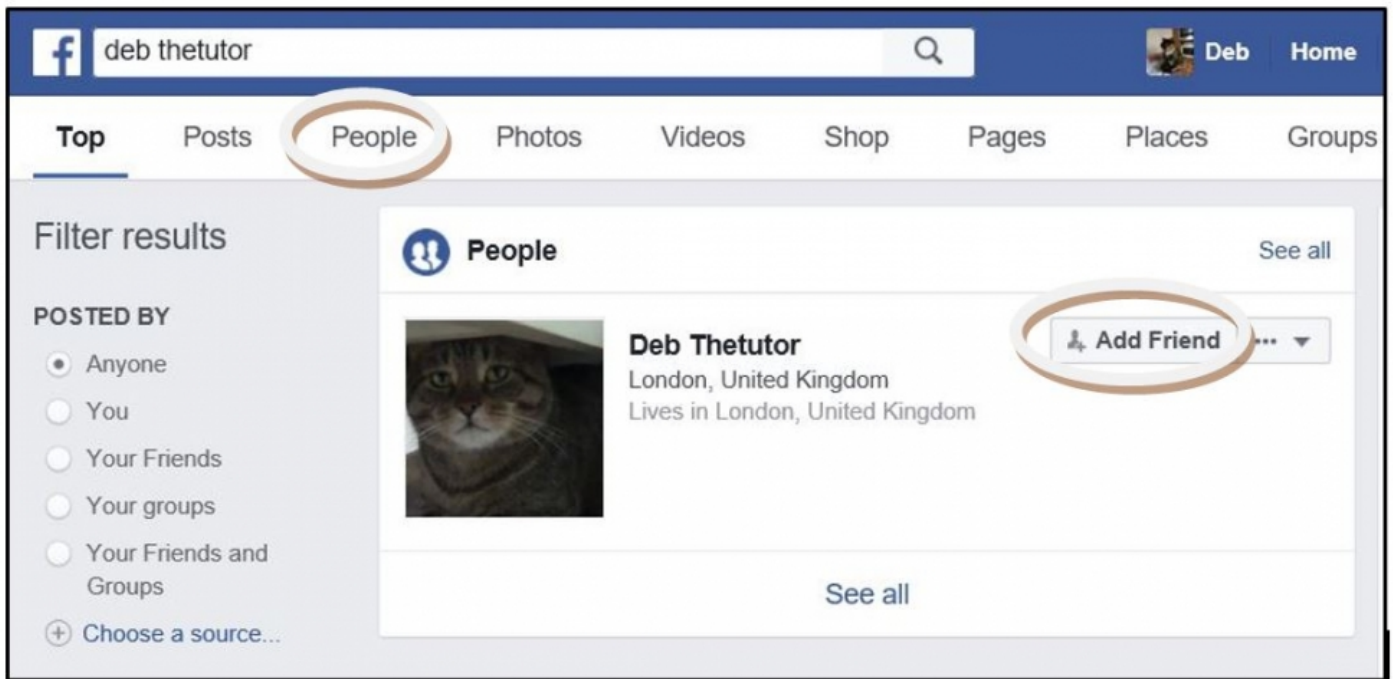 f deb thetutor Deb Home
Top Posts People Photos Videos Shop Pages Places Groups
Filter results
POSTED BY
Anyone
You
Your Friends
Your groups
Your Friends and
Groups
Choose a source...
People See all
Deb Thetutor Add Friend ...
London, United Kingdom
Lives in London, United Kingdom
See all